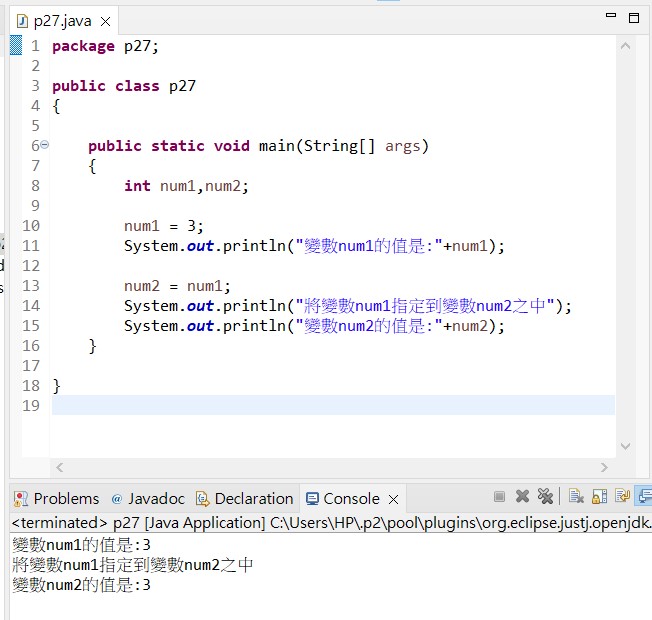 p27.java
1 package p27;
2
3 public class p27
4 {
5
6 public static void main(String[] args)
7 {
8 int num1,num2;
9
10 num1 = 3;
11 System.out.println("變數num1的值是:"+num1);
12
13 num2 = num1;
14 System.out.println("將變數num1指定到變數num2之中");
15 System.out.println("變數num2的值是:"+num2);
16 }
17
18 }
19
Problems @ Javadoc Declaration Console
<terminated> p27 [Java Application] C:\Users\HP\.p2\pool\plugins\org.eclipse.justj.openjdk.
變數num1的值是:3
將變數num1指定到變數num2之中
變數num2的值是:3